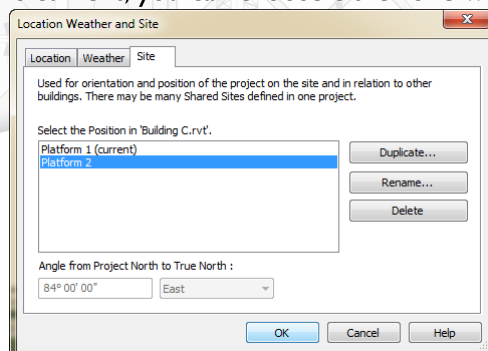 Location Weather and Site
Location Weather Site
Used for orientation and position of the project on the site and in relation to other
buildings. There may be many Shared Sites defined in one project.
Select the Position in 'Building C.rvt'.
Platform 1 (current)
Platform 2
Duplicate...
Rename...
Delete
Angle from Project North to True North :
84° 00' 00" East
OK Cancel Help